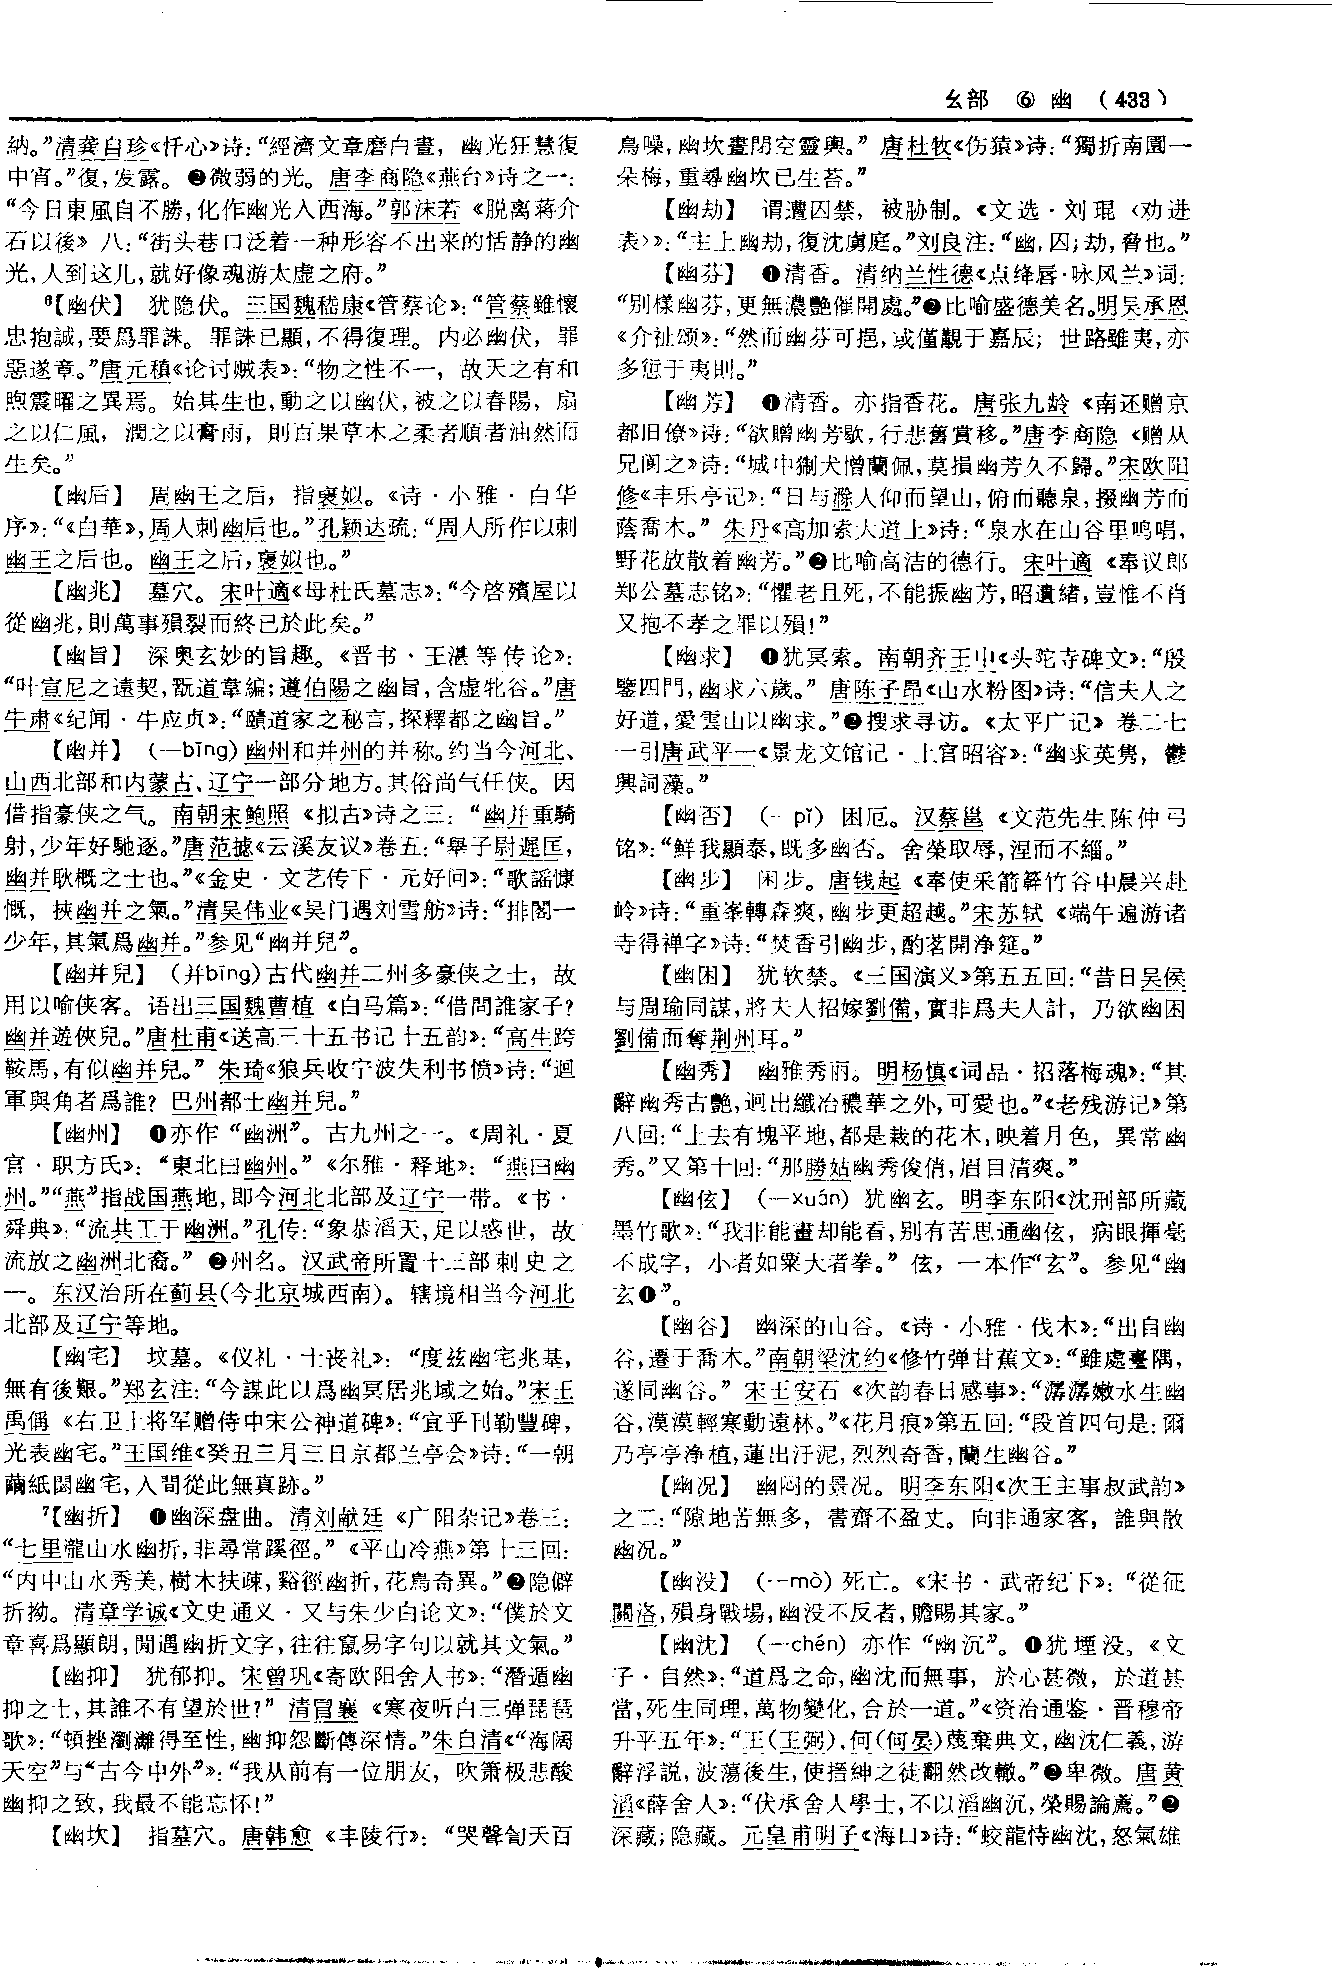 幺部 ⑥ 幽 （433）
納。”清龚自珍《忏心》诗：“經濟文章磨白晝，幽光狂慧復
中宵。”復，发露。❷微弱的光。唐李商隐《燕台》诗之一：
“今日東風自不勝，化作幽光入西海。”郭沫若《脱离蒋介
石以後》八：“街头巷口泛着一种形容不出来的恬静的幽
光，人到这儿，就好像魂游太虚之府。”
⁶【幽伏】 犹隐伏。三国魏嵇康《管蔡论》：“管蔡雖懷
忠抱誠，要爲罪誅。罪誅已顯，不得復理。内必幽伏，罪
惡遂章。”唐元稹《论讨贼表》：“物之性不一，故天之有和
煦震曜之異焉。始其生也，動之以幽伏，被之以春陽，扇
之以仁風，潤之以膏雨，則百果草木之柔者順者油然而
生矣。”
【幽后】 周幽王之后，指褒姒。《诗·小雅·白华
序》：“《白華》，周人刺幽后也。”孔颖达疏：“周人所作以刺
幽王之后也。幽王之后，褒姒也。”
【幽兆】 墓穴。宋叶適《母杜氏墓志》：“今啓殯屋以
從幽兆，則萬事殞裂而終已於此矣。”
【幽旨】 深奥玄妙的旨趣。《晋书·王湛等传论》：
“叶宣尼之遠契，翫道韋編；遵伯陽之幽旨，含虚牝谷。”唐
牛肃《纪闻·牛应贞》：“賾道家之秘言，探釋都之幽旨。”
【幽并】 （—bīng）幽州和并州的并称。约当今河北、
山西北部和内蒙古、辽宁一部分地方。其俗尚气任侠。因
借指豪侠之气。南朝宋鲍照《拟古》诗之三：“幽并重騎
射，少年好馳逐。”唐范摅《云溪友议》卷五：“舉子尉遲匡，
幽并耿概之士也。”《金史·文艺传下·元好问》：“歌謡慷
慨，挾幽并之氣。”清吴伟业《吴门遇刘雪舫》诗：“排閤一
少年，其氣爲幽并。”参见“幽并兒”。
【幽并兒】（并bīng）古代幽并二州多豪侠之士，故
用以喻侠客。语出三国魏曹植《白马篇》：“借問誰家子？
幽并遊俠兒。”唐杜甫《送高三十五书记十五韵》：“高生跨
鞍馬，有似幽并兒。”朱琦《狼兵收宁波失利书愤》诗：“迴
軍與角者爲誰？巴州都士幽并兒。”
【幽州】 ❶亦作“幽洲”。古九州之一。《周礼·夏
官·职方氏》：“東北曰幽州。”《尔雅·释地》：“燕曰幽
州。”“燕”指战国燕地，即今河北北部及辽宁一带。《书·
舜典》：“流共工于幽洲。”孔传：“象恭滔天，足以惑世，故
流放之幽洲北裔。”❷州名。汉武帝所置十三部刺史之
一。东汉治所在蓟县（今北京城西南）。辖境相当今河北
北部及辽宁等地。
【幽宅】 坟墓。《仪礼·士丧礼》：“度兹幽宅兆基，
無有後艱。”郑玄注：“今謀此以爲幽冥居兆域之始。”宋王
禹偁《右卫上将军赠侍中宋公神道碑》：“宜乎刊勒豐碑，
光表幽宅。”王国维《癸丑三月三日京都兰亭会》诗：“一朝
繭紙閟幽宅，人間從此無真跡。”
⁷【幽折】 ❶幽深盘曲。清刘献廷《广阳杂记》卷三：
“七里瀧山水幽折，非尋常蹊徑。”《平山冷燕》第十三回：
“内中山水秀美，樹木扶疎，谿徑幽折，花鳥奇異。”❷隐僻
折拗。清章学诚《文史通义·又与朱少白论文》：“僕於文
章喜爲顯朗，閒遇幽折文字，往往竄易字句以就其文氣。”
【幽抑】 犹郁抑。宋曾巩《寄欧阳舍人书》：“潛遁幽
抑之士，其誰不有望於世？”清冒襄《寒夜听白三弹琵琶
歌》：“頓挫瀏灕得至性，幽抑怨斷傳深情。”朱自清《“海阔
天空”与“古今中外”》：“我从前有一位朋友，吹箫极悲酸
幽抑之致，我最不能忘怀！”
【幽坎】 指墓穴。唐韩愈《丰陵行》：“哭聲訇天百
鳥噪，幽坎晝閉空靈輿。”唐杜牧《伤猿》诗：“獨折南園一
朵梅，重尋幽坎已生苔。”
【幽劫】 谓遭囚禁，被胁制。《文选·刘琨〈劝进
表〉》：“主上幽劫，復沈虜庭。”刘良注：“幽，囚；劫，脅也。”
【幽芬】 ❶清香。清纳兰性德《点绛唇·咏风兰》词：
“别樣幽芬，更無濃艷催開處。”❷比喻盛德美名。明吴承恩
《介祉颂》：“然而幽芬可挹，或僅覯于嘉辰；世路雖夷，亦
多愆于夷則。”
【幽芳】 ❶清香。亦指香花。唐张九龄《南还赠京
都旧僚》诗：“欲贈幽芳歇，行悲舊賞移。”唐李商隐《赠从
兄阆之》诗：“城中猘犬憎蘭佩，莫損幽芳久不歸。”宋欧阳
修《丰乐亭记》：“日与滁人仰而望山，俯而聽泉，掇幽芳而
蔭喬木。”朱丹《高加索大道上》诗：“泉水在山谷里鸣唱，
野花放散着幽芳。”❷比喻高洁的德行。宋叶適《奉议郎
郑公墓志铭》：“懼老且死，不能振幽芳，昭遺緒，豈惟不肖
又抱不孝之罪以殞！”
【幽求】 ❶犹冥索。南朝齐王屮《头陀寺碑文》：“殷
鑒四門，幽求六歲。”唐陈子昂《山水粉图》诗：“信夫人之
好道，愛雲山以幽求。”❷搜求寻访。《太平广记》卷二七
一引唐武平一《景龙文馆记·上官昭容》：“幽求英隽，鬱
興詞藻。”
【幽否】 （—pǐ）困厄。汉蔡邕《文范先生陈仲弓
铭》：“鮮我顯泰，既多幽否。舍榮取辱，涅而不緇。”
【幽步】 闲步。唐钱起《奉使采箭簳竹谷中晨兴赴
岭》诗：“重峯轉森爽，幽步更超越。”宋苏轼《端午遍游诸
寺得禅字》诗：“焚香引幽步，酌茗開浄筵。”
【幽困】 犹软禁。《三国演义》第五五回：“昔日吴侯
与周瑜同謀，將夫人招嫁劉備，實非爲夫人計，乃欲幽困
劉備而奪荆州耳。”
【幽秀】 幽雅秀丽。明杨慎《词品·招落梅魂》：“其
辭幽秀古艷，迥出纖冶穠華之外，可愛也。”《老残游记》第
八回：“上去有塊平地，都是栽的花木，映着月色，異常幽
秀。”又第十回：“那勝姑幽秀俊俏，眉目清爽。”
【幽伭】 （—xuán）犹幽玄。明李东阳《沈刑部所藏
墨竹歌》：“我非能畫却能看，别有苦思通幽伭，病眼揮毫
不成字，小者如粟大者拳。”伭，一本作“玄”。参见“幽
玄❶”。
【幽谷】 幽深的山谷。《诗·小雅·伐木》：“出自幽
谷，遷于喬木。”南朝梁沈约《修竹弹甘蕉文》：“雖處臺隅，
遂同幽谷。”宋王安石《次韵春日感事》：“潺潺嫩水生幽
谷，漠漠輕寒動遠林。”《花月痕》第五回：“段首四句是：爾
乃亭亭浄植，蓮出汙泥，烈烈奇香，蘭生幽谷。”
【幽况】 幽闷的景况。明李东阳《次王主事叔武韵》
之二：“隙地苦無多，書齋不盈丈。向非通家客，誰與散
幽况。”
【幽没】 （—mò）死亡。《宋书·武帝纪下》：“從征
關洛，殞身戰場，幽没不反者，贍賜其家。”
【幽沈】 （—chén）亦作“幽沉”。❶犹堙没。《文
子·自然》：“道爲之命，幽沈而無事，於心甚微，於道甚
當，死生同理，萬物變化，合於一道。”《资治通鉴·晋穆帝
升平五年》：“王（王弼）、何（何晏）蔑棄典文，幽沈仁義，游
辭浮説，波蕩後生，使搢紳之徒翻然改轍。”❷卑微。唐黄
滔《薛舍人》：“伏承舍人學士，不以滔幽沉，榮賜論薦。”❷
深藏；隐藏。元皇甫明子《海口》诗：“蛟龍恃幽沈，怒氣雄